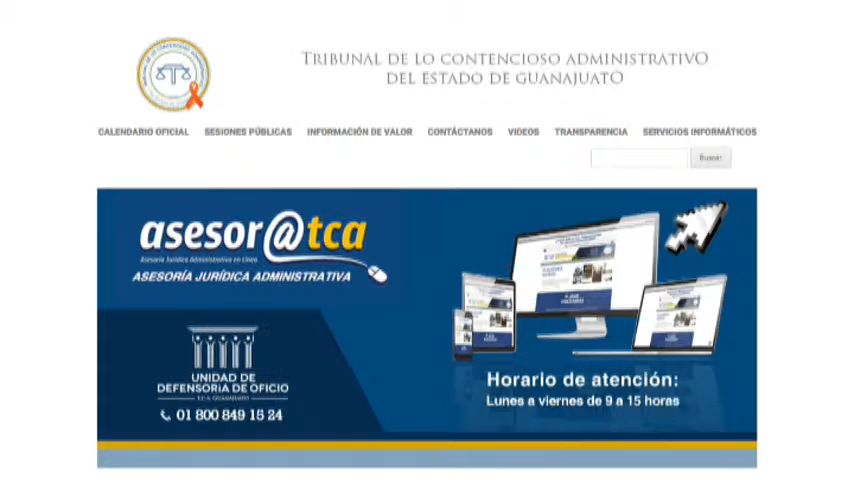 TRIBUNAL DE LO CONTENCIOSO ADMINISTRATIVO
DEL ESTADO DE GUANAJUATO
CALENDARIO OFICIAL SESIONES PÚBLICAS INFORMACIÓN DE VALOR CONTÁCTANOS VIDEOS TRANSPARENCIA SERVICIOS INFORMÁTICOS
Buscar
asesor@tca
Asesoría Jurídica Administrativa en Línea
ASESORÍA JURÍDICA ADMINISTRATIVA
UNIDAD DE
DEFENSORÍA DE OFICIO
T.C.A GUANAJUATO
01 800 849 15 24
Horario de atención:
Lunes a viernes de 9 a 15 horas